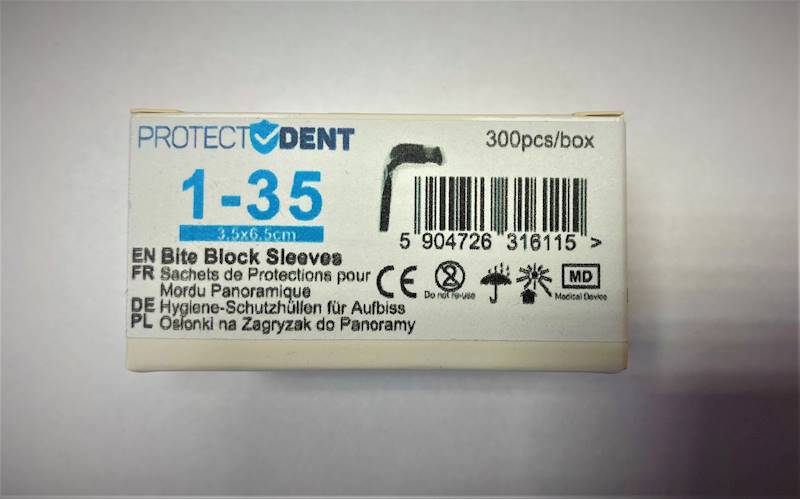 PROTECT DENT
300pcs/box
1-35
3,5x6,5cm
5 904726 316115 >
EN Bite Block Sleeves
FR Sachets de Protections pour
Mordu Panoramique
DE Hygiene-Schutzhüllen für Aufbiss
PL Osłonki na Zagryzak do Panoramy
CE
Do not re-use
MD
Medical Device